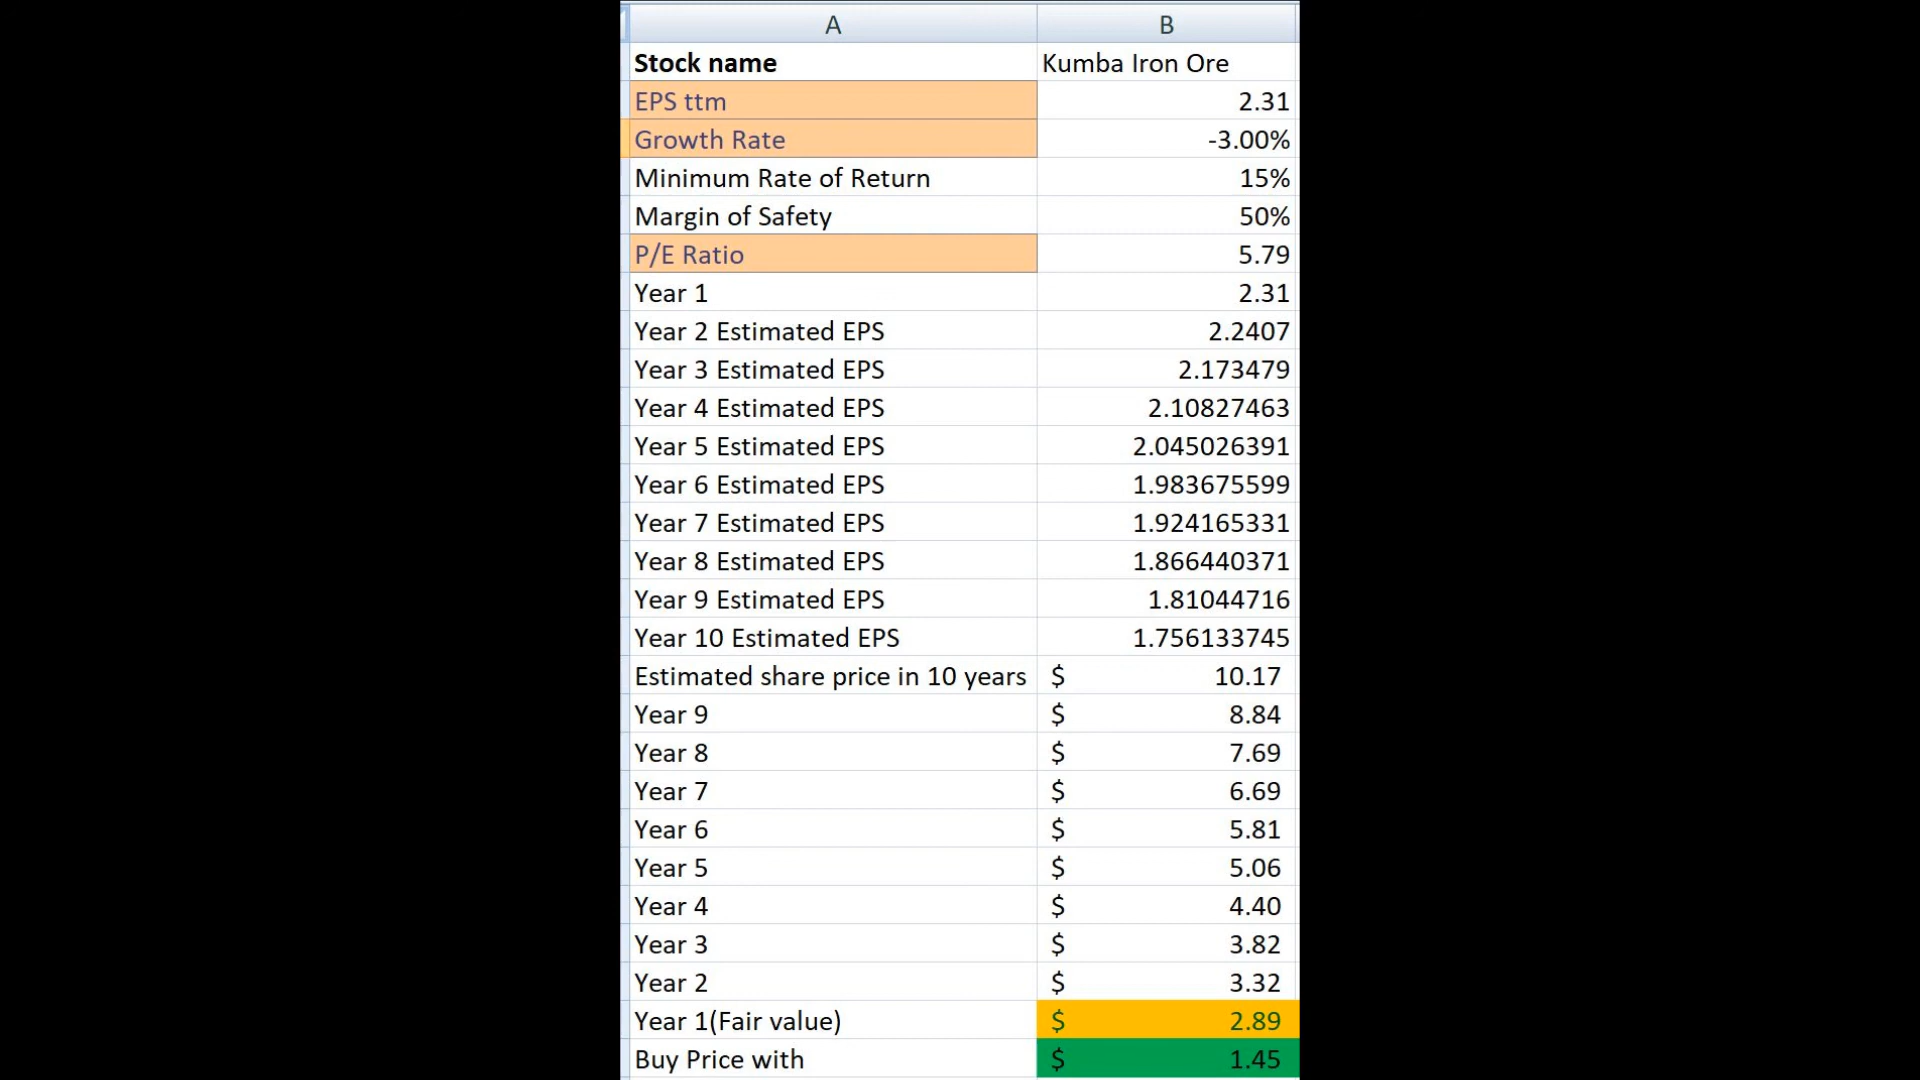 A B
Stock name Kumba Iron Ore
EPS ttm 2.31
Growth Rate -3.00%
Minimum Rate of Return 15%
Margin of Safety 50%
P/E Ratio 5.79
Year 1 2.31
Year 2 Estimated EPS 2.2407
Year 3 Estimated EPS 2.173479
Year 4 Estimated EPS 2.10827463
Year 5 Estimated EPS 2.045026391
Year 6 Estimated EPS 1.983675599
Year 7 Estimated EPS 1.924165331
Year 8 Estimated EPS 1.866440371
Year 9 Estimated EPS 1.81044716
Year 10 Estimated EPS 1.756133745
Estimated share price in 10 years $ 10.17
Year 9 $ 8.84
Year 8 $ 7.69
Year 7 $ 6.69
Year 6 $ 5.81
Year 5 $ 5.06
Year 4 $ 4.40
Year 3 $ 3.82
Year 2 $ 3.32
Year 1(Fair value) $ 2.89
Buy Price with $ 1.45